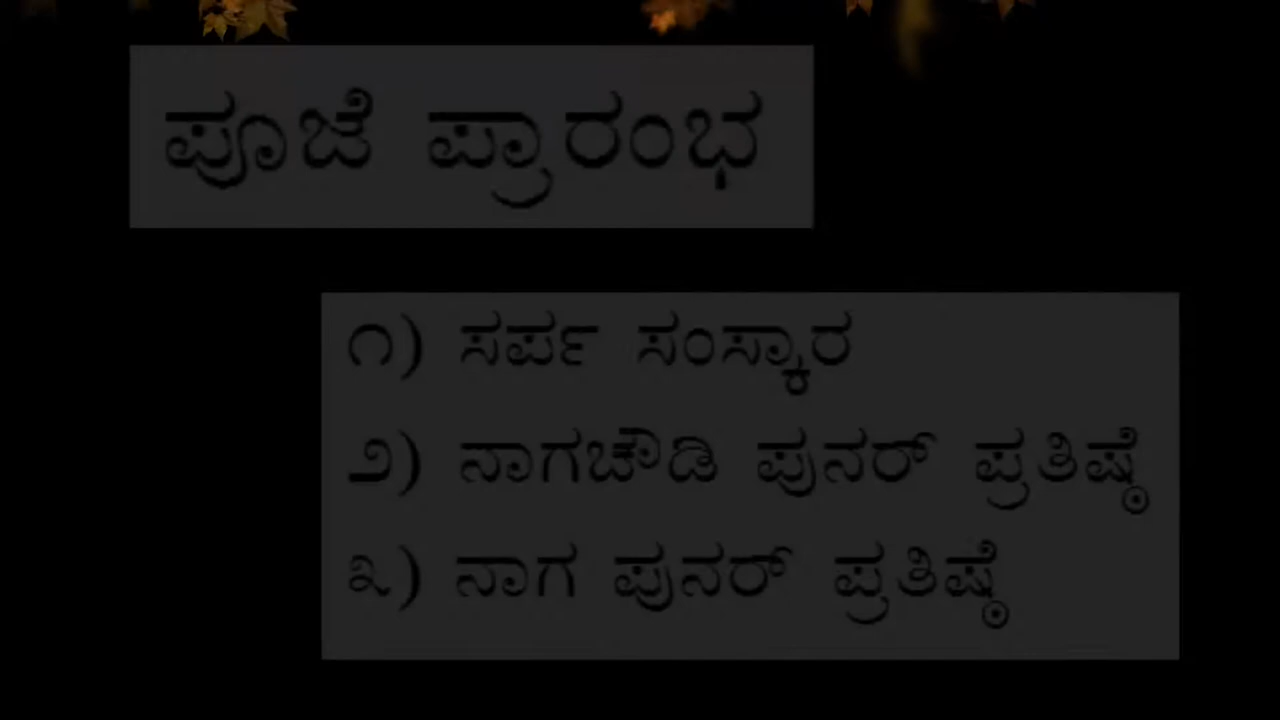 ಪೂಜೆ ಪ್ರಾರಂಭ
೧) ಸರ್ಪ ಸಂಸ್ಕಾರ
೨) ನಾಗಚೌಡಿ ಪುನರ್ ಪ್ರತಿಷ್ಠೆ
೩) ನಾಗ ಪುನರ್ ಪ್ರತಿಷ್ಠೆ